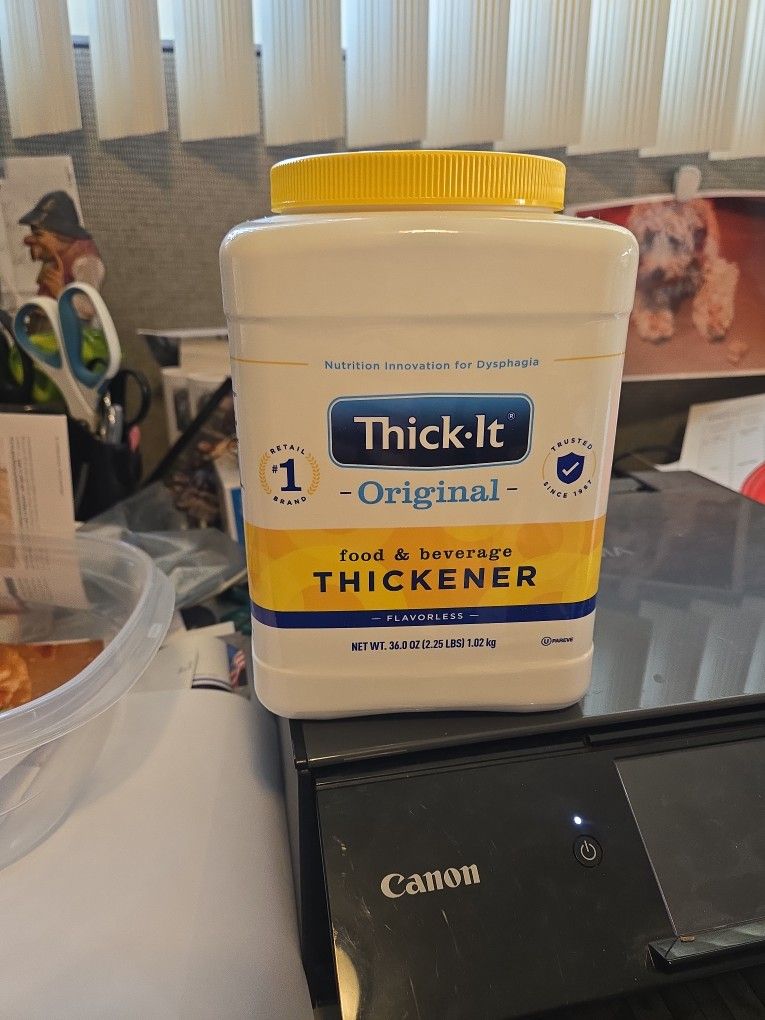 Nutrition Innovation for Dysphagia
Thick·It®
RETAIL
#1
BRAND
TRUSTED
SINCE 1987
- Original -
food & beverage
THICKENER
— FLAVORLESS —
NET WT. 36.0 OZ (2.25 LBS) 1.02 kg
U PAREVE
Canon